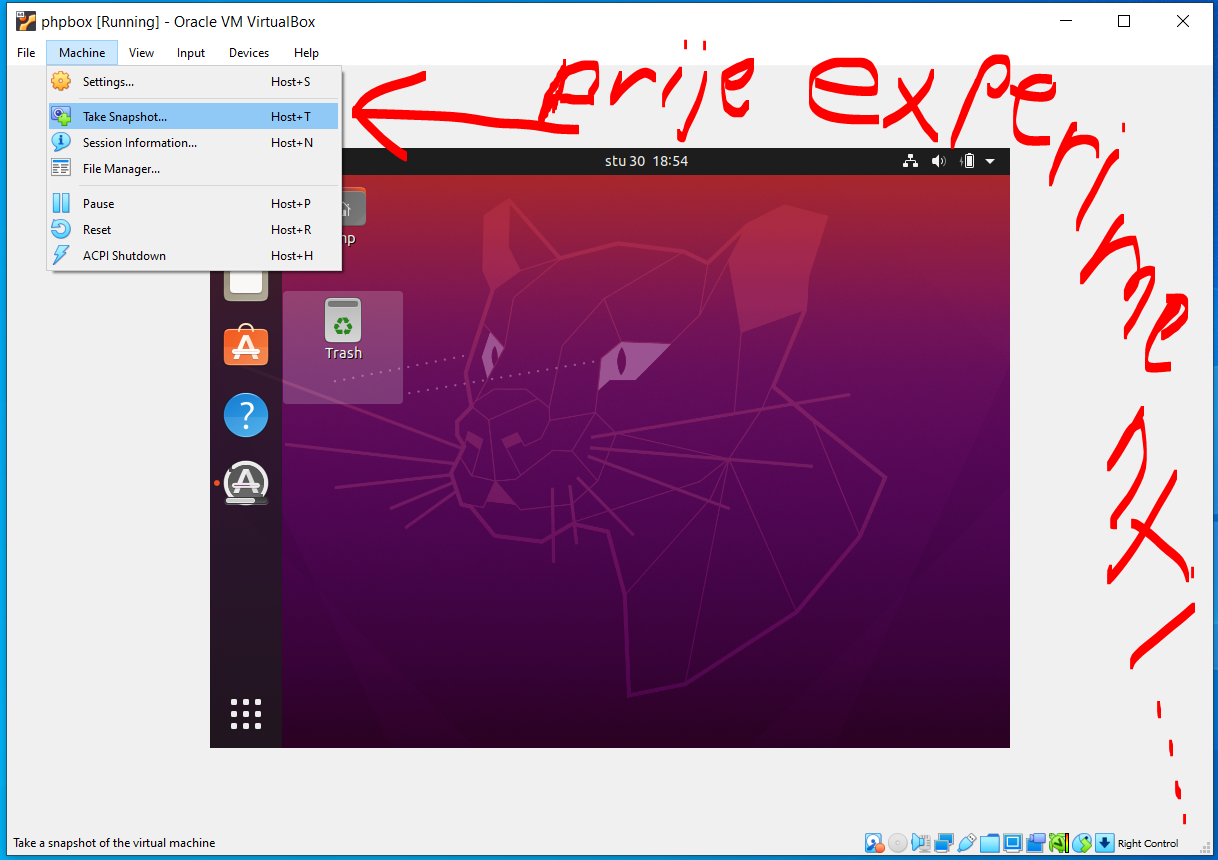 phpbox [Running] - Oracle VM VirtualBox
File Machine View Input Devices Help
Settings... Host+S
Take Snapshot... Host+T
Session Information... Host+N
File Manager...
Pause Host+P
Reset Host+R
ACPI Shutdown Host+H
prije experimenx
stu 30 18:54
Trash
Take a snapshot of the virtual machine
Right Control